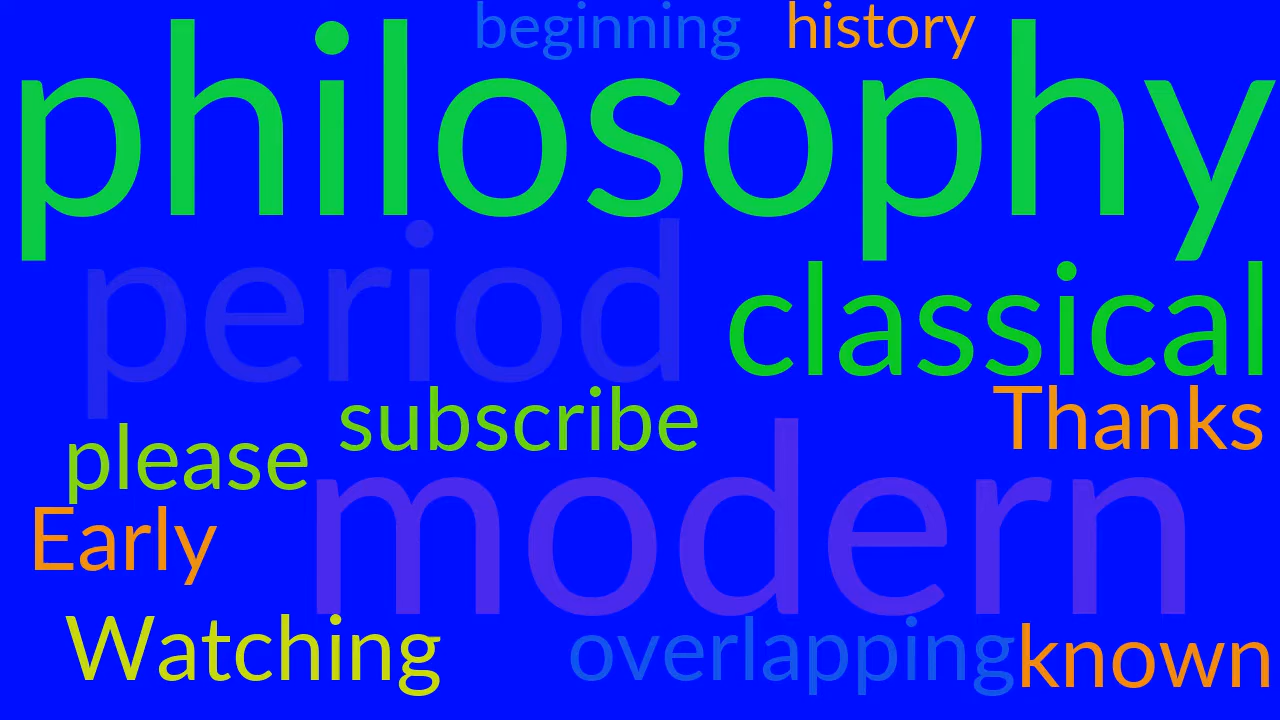 beginning history
philosophy
period classical
subscribe Thanks
please
modern
Early
Watching overlapping known